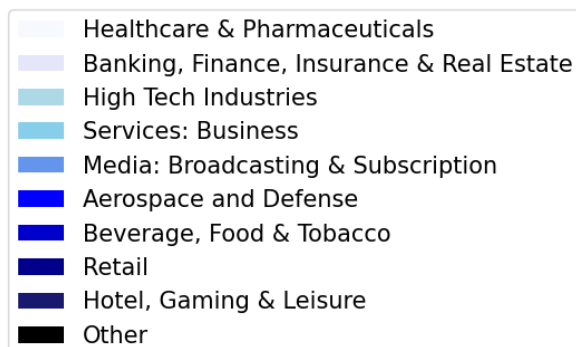 Healthcare & Pharmaceuticals
Banking, Finance, Insurance & Real Estate
High Tech Industries
Services: Business
Media: Broadcasting & Subscription
Aerospace and Defense
Beverage, Food & Tobacco
Retail
Hotel, Gaming & Leisure
Other